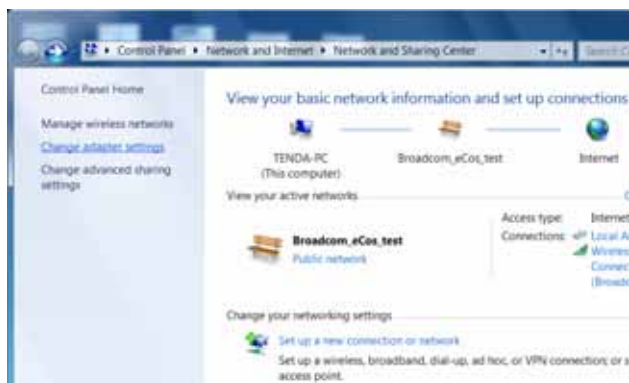 Control Panel ▸ Network and Internet ▸ Network and Sharing Center
Control Panel Home
Manage wireless networks
Change adapter settings
Change advanced sharing
settings
View your basic network information and set up connections
TENDA-PC
(This computer)
Broadcom_eCos_test
Internet
View your active networks
Broadcom_eCos_test
Public network
Access type: Internet
Connections: Local
Change your networking settings
Set up a new connection or network
Set up a wireless, broadband, dial-up, ad hoc, or VPN connection; or
access point.